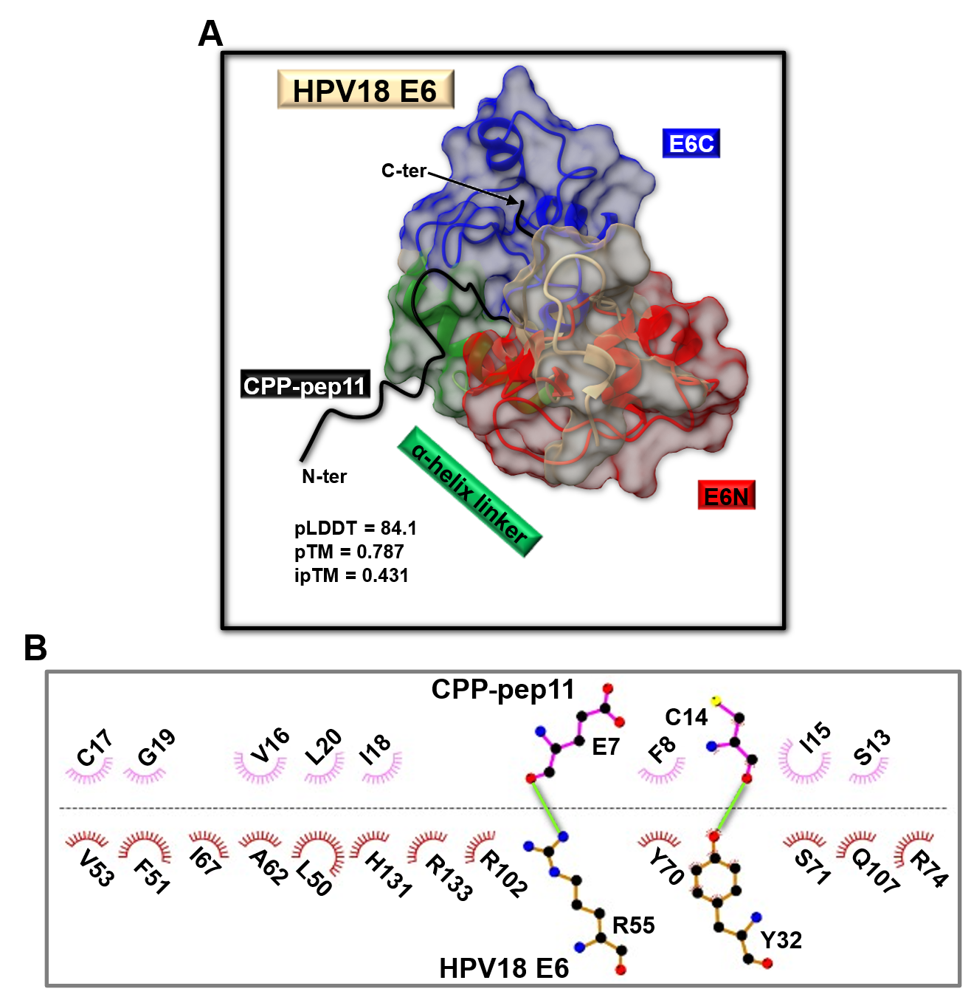 A
HPV18 E6
E6C
C-ter
CPP-pep11
N-ter
α-helix linker
E6N
pLDDT = 84.1
pTM = 0.787
ipTM = 0.431
B
CPP-pep11
C17 G19 V16 L20 I18 E7 F8 C14 I15 S13
V53 F51 I67 A62 L50 H131 R133 R102 Y70 S71 Q107 R74
R55 Y32
HPV18 E6